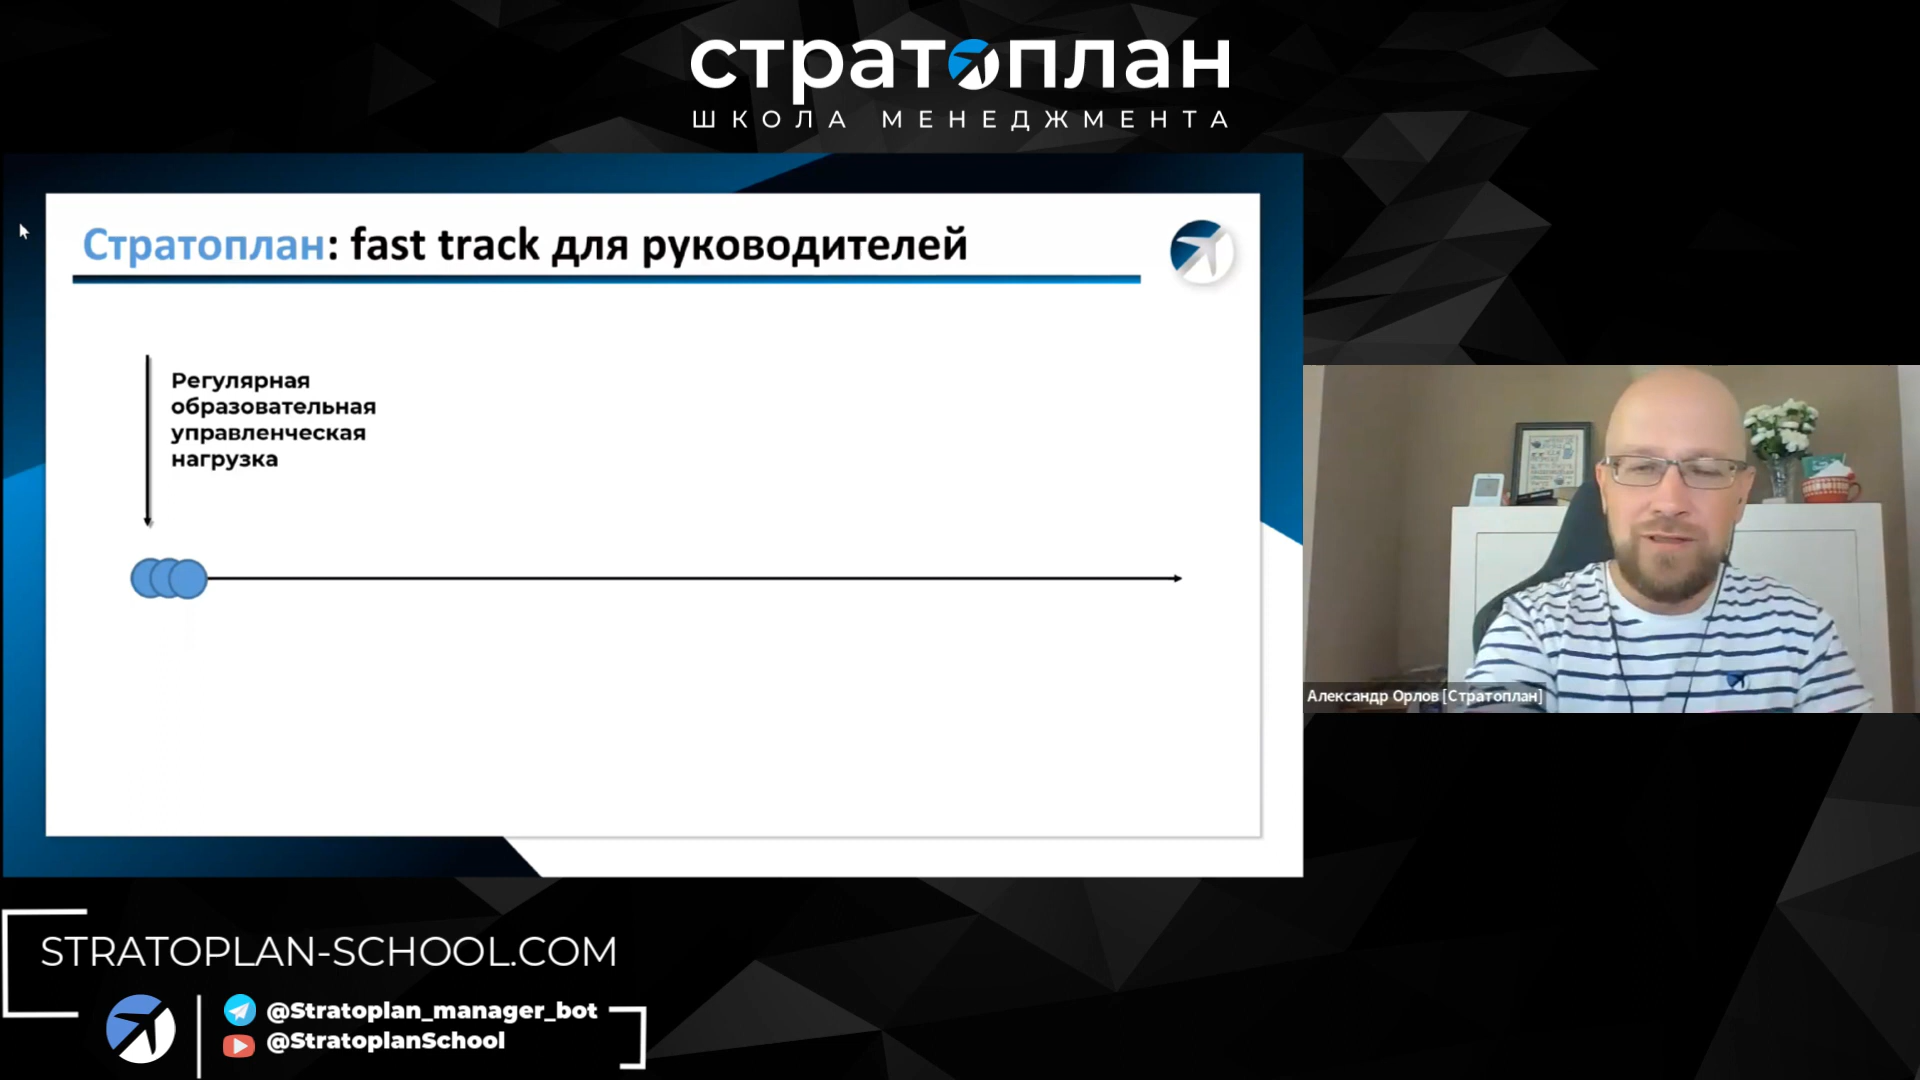 стратоплан
ШКОЛА МЕНЕДЖМЕНТА
Стратоплан: fast track для руководителей
Регулярная
образовательная
управленческая
нагрузка
Александр Орлов [Стратоплан]
STRATOPLAN-SCHOOL.COM
@Stratoplan_manager_bot
@StratoplanSchool